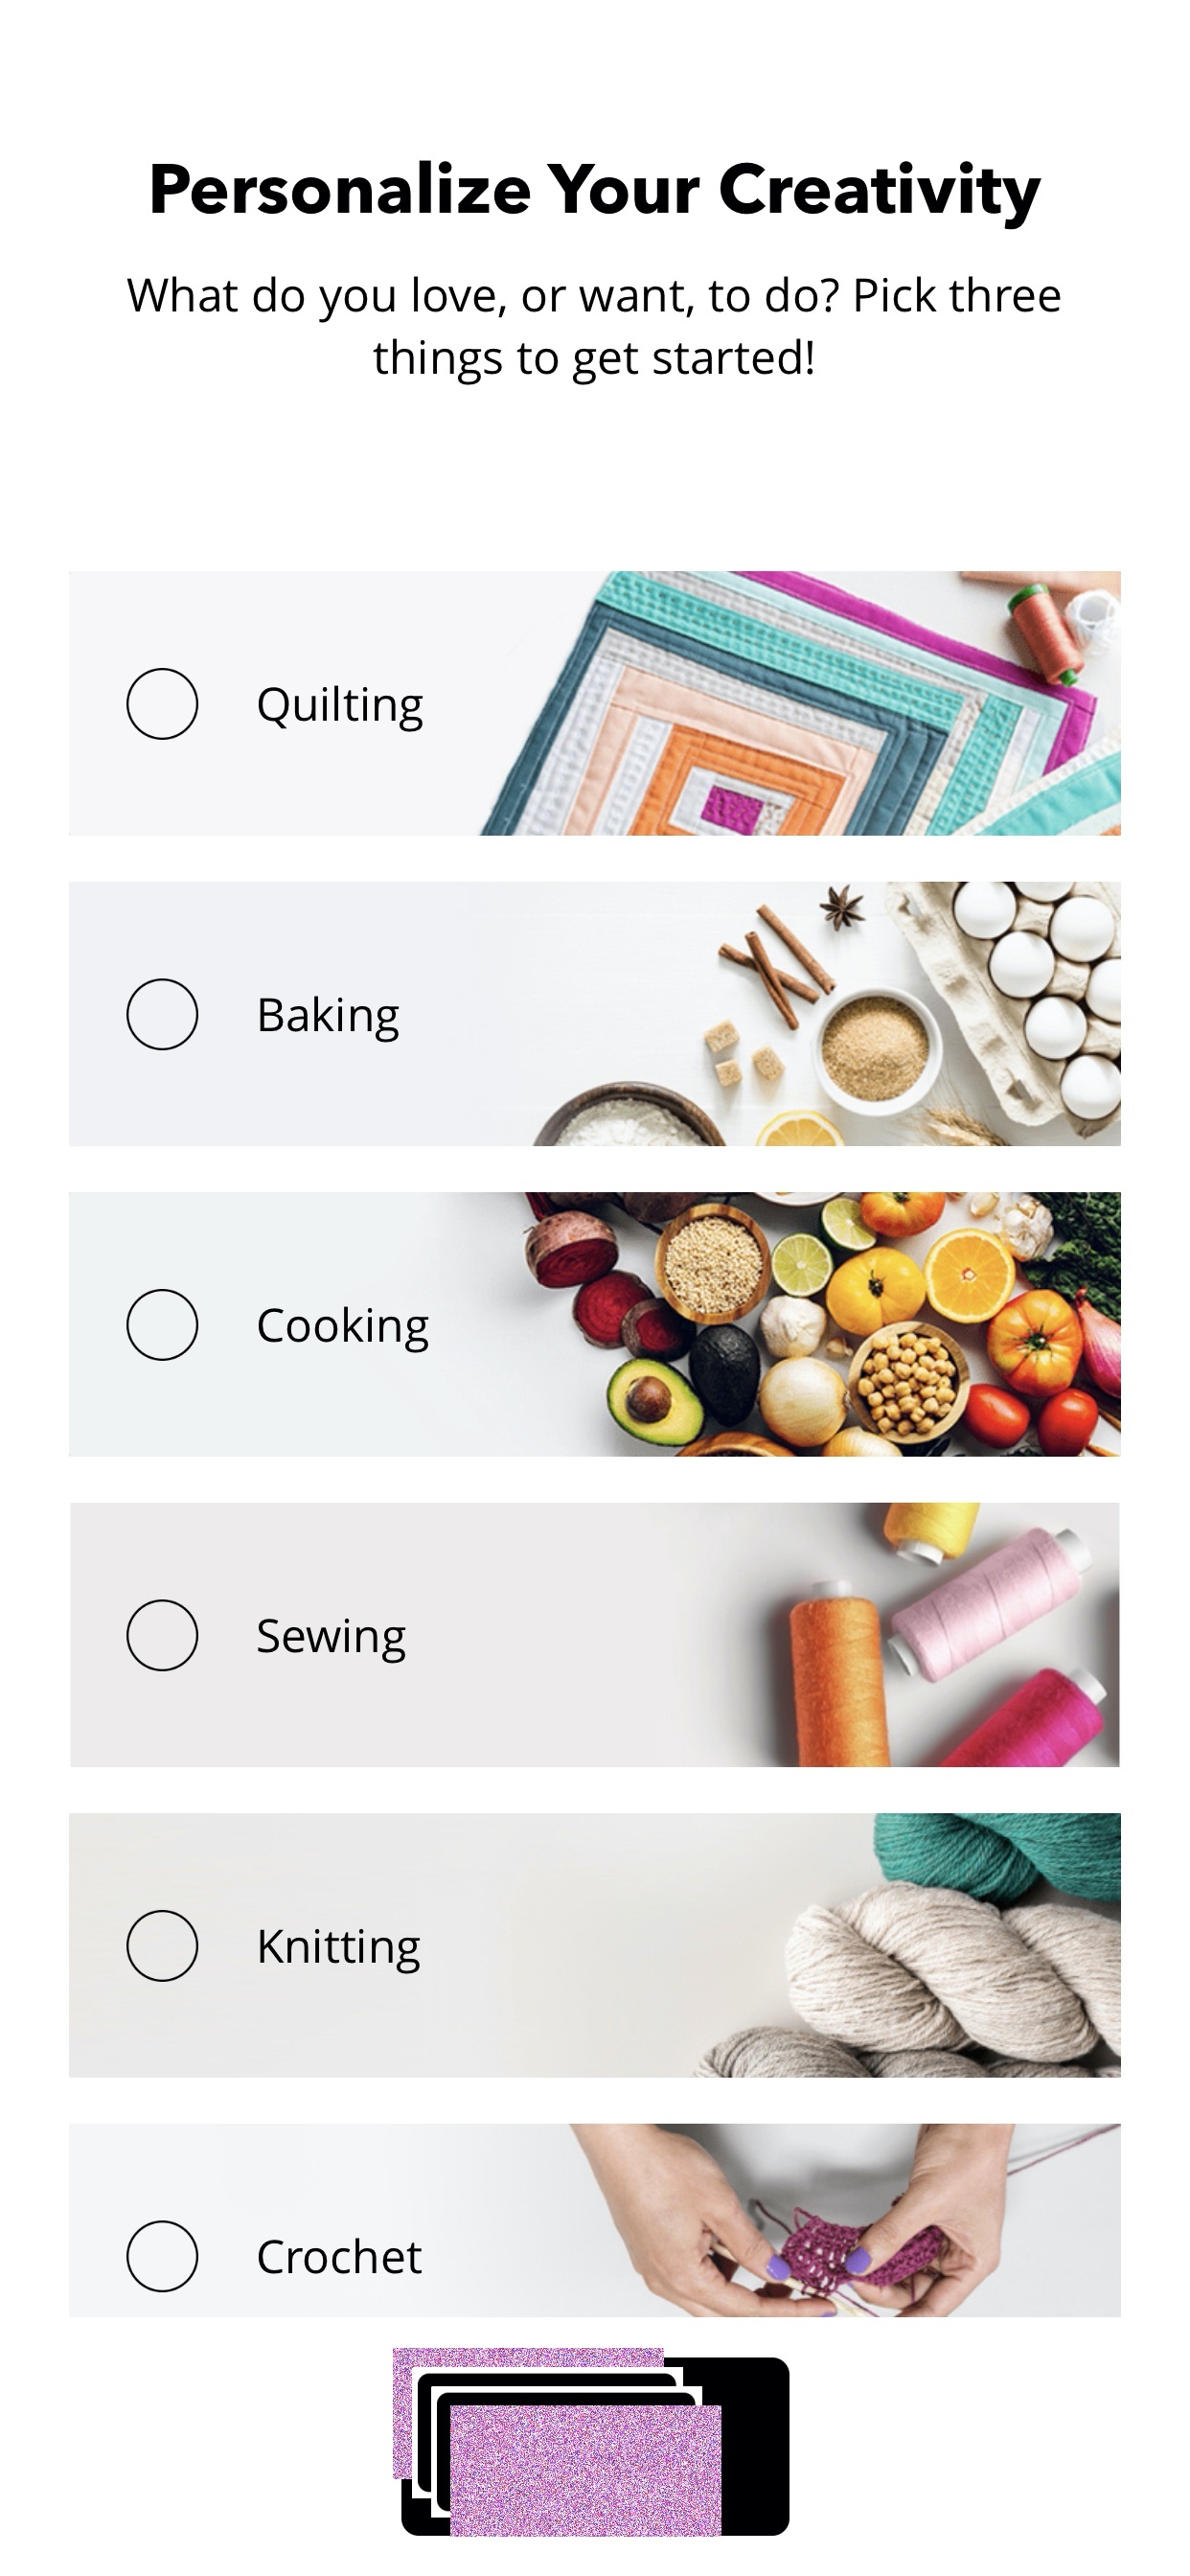 Personalize Your Creativity
What do you love, or want, to do? Pick three
things to get started!
Quilting
Baking
Cooking
Sewing
Knitting
Crochet